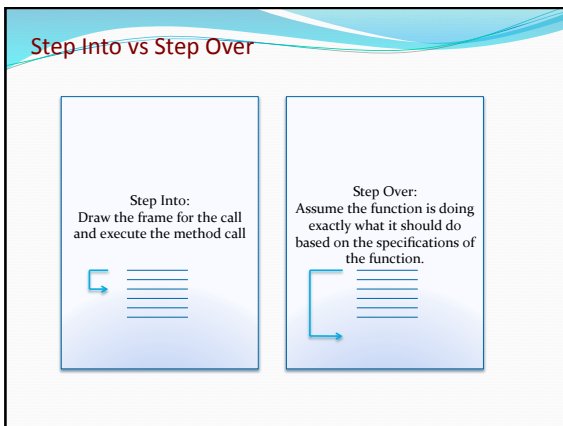 Step Into vs Step Over
Step Into:
Draw the frame for the call
and execute the method call
Step Over:
Assume the function is doing
exactly what it should do
based on the specifications of
the function.